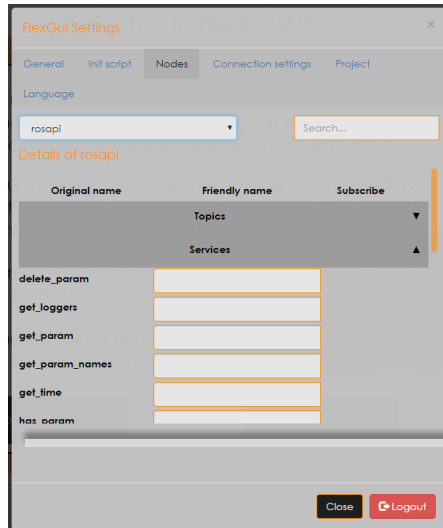 FlexGui Settings
×
General Init script Nodes Connection settings Project
Language
rosapi
Search...
Details of rosapi
Original name Friendly name Subscribe
Topics
Services
delete_param
get_loggers
get_param
get_param_names
get_time
has_param
Close Logout